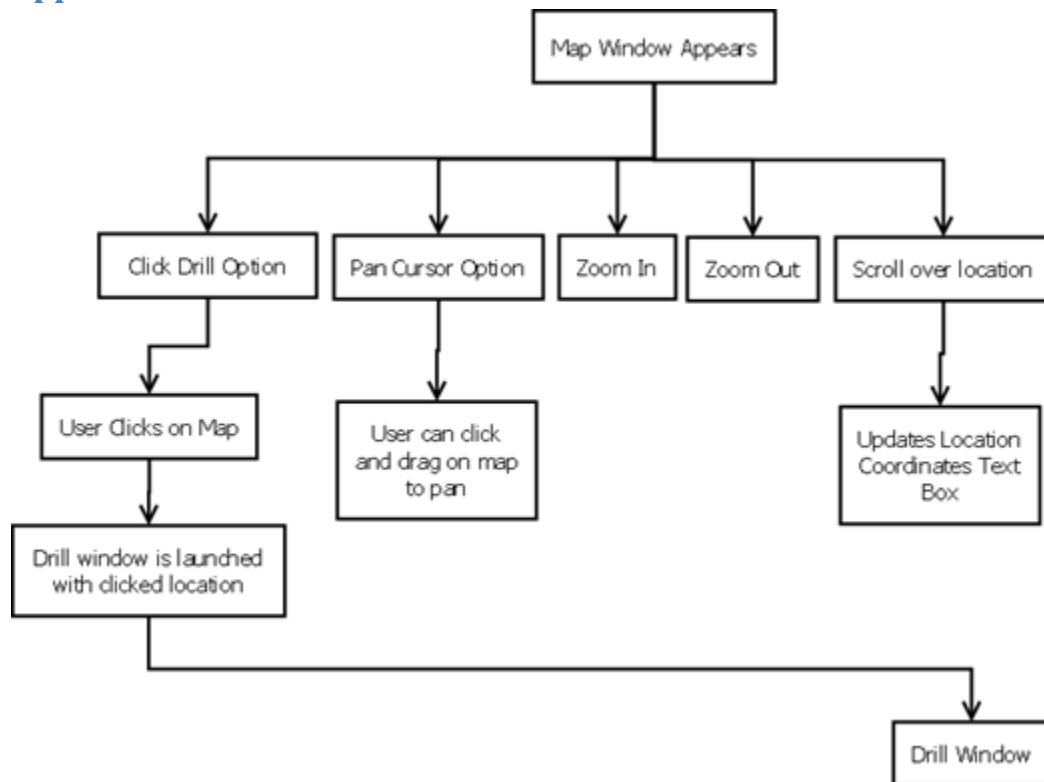 Map Window Appears
Click Drill Option
Pan Cursor Option
Zoom In
Zoom Out
Scroll over location
User Clicks on Map
User can click
and drag on map
to pan
Updates Location
Coordinates Text
Box
Drill window is launched
with clicked location
Drill Window